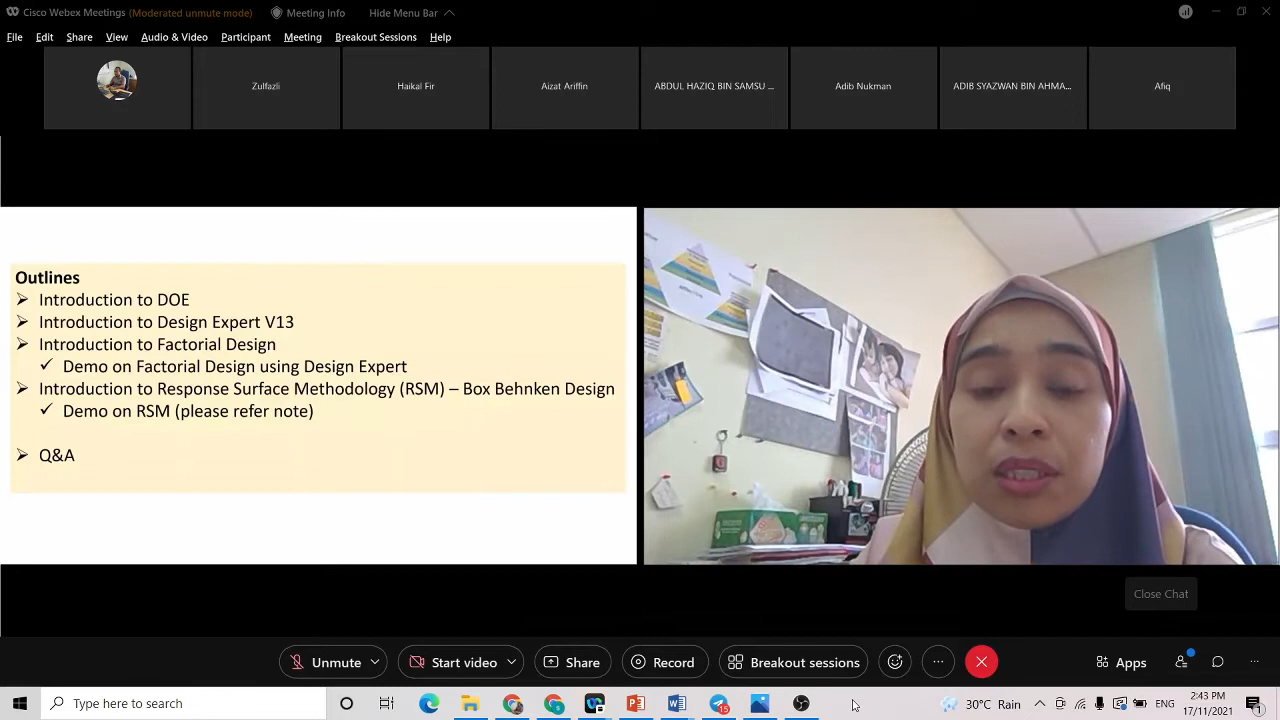 Cisco Webex Meetings (Moderated unmute mode) Meeting Info Hide Menu Bar
File Edit Share View Audio & Video Participant Meeting Breakout Sessions Help
Zulfazli Haikal Fir Aizat Ariffin ABDUL HAZIQ BIN SAMSU ... Adib Nukman ADIB SYAZWAN BIN AHMA... Afiq
Outlines
Introduction to DOE
Introduction to Design Expert V13
Introduction to Factorial Design
Demo on Factorial Design using Design Expert
Introduction to Response Surface Methodology (RSM) – Box Behnken Design
Demo on RSM (please refer note)
Q&A
Close Chat
Unmute Start video Share Record Breakout sessions Apps
Type here to search
15
30°C Rain
2:43 PM
17/11/2021
1